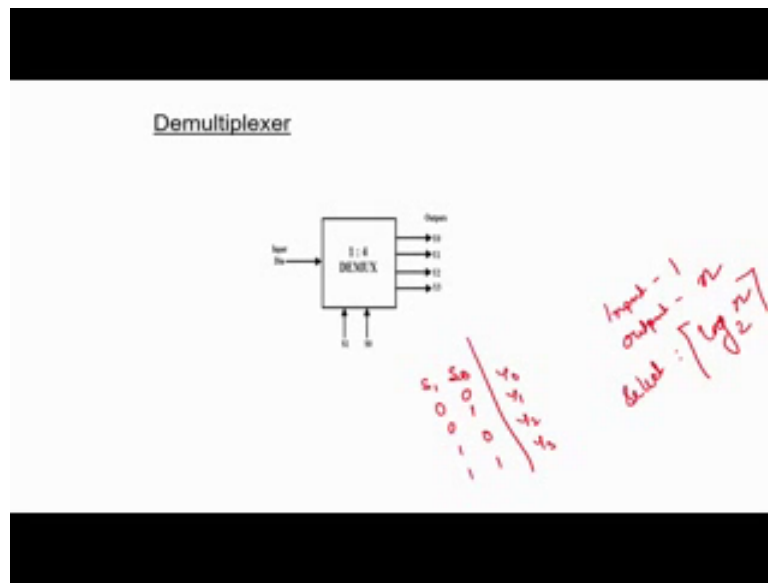 Demultiplexer
Outputs
Input
Din
1 : 4
DEMUX
Y0
Y1
Y2
Y3
S1 S0
Input - 1
Output - n
Select : ⌈log₂ n⌉
S₁ S₀ Y₀
0 0 Y₁
0 1 Y₂
1 0 Y₃
1 1